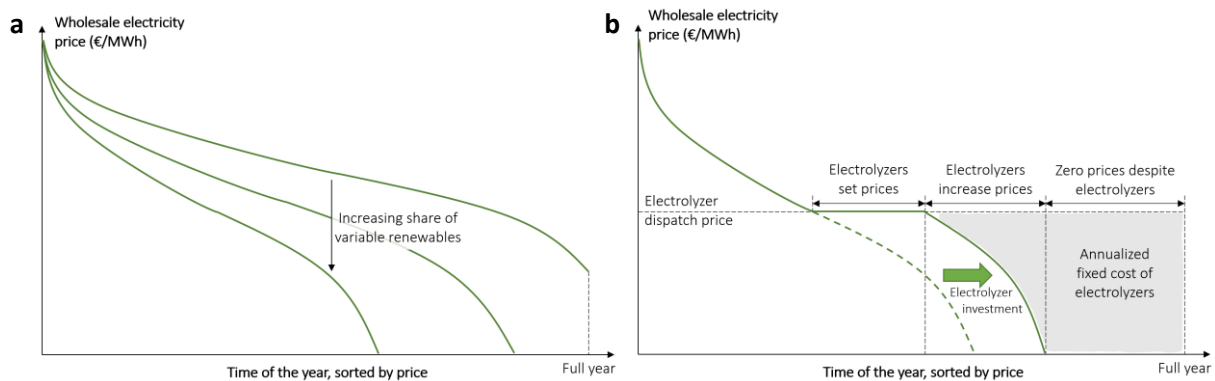 a
Wholesale electricity
price (€/MWh)
Increasing share of
variable renewables
Full year
Time of the year, sorted by price
b
Wholesale electricity
price (€/MWh)
Electrolyzers
set prices
Electrolyzers
increase prices
Zero prices despite
electrolyzers
Electrolyzer
dispatch price
Annualized
fixed cost of
electrolyzers
Electrolyzer
investment
Full year
Time of the year, sorted by price